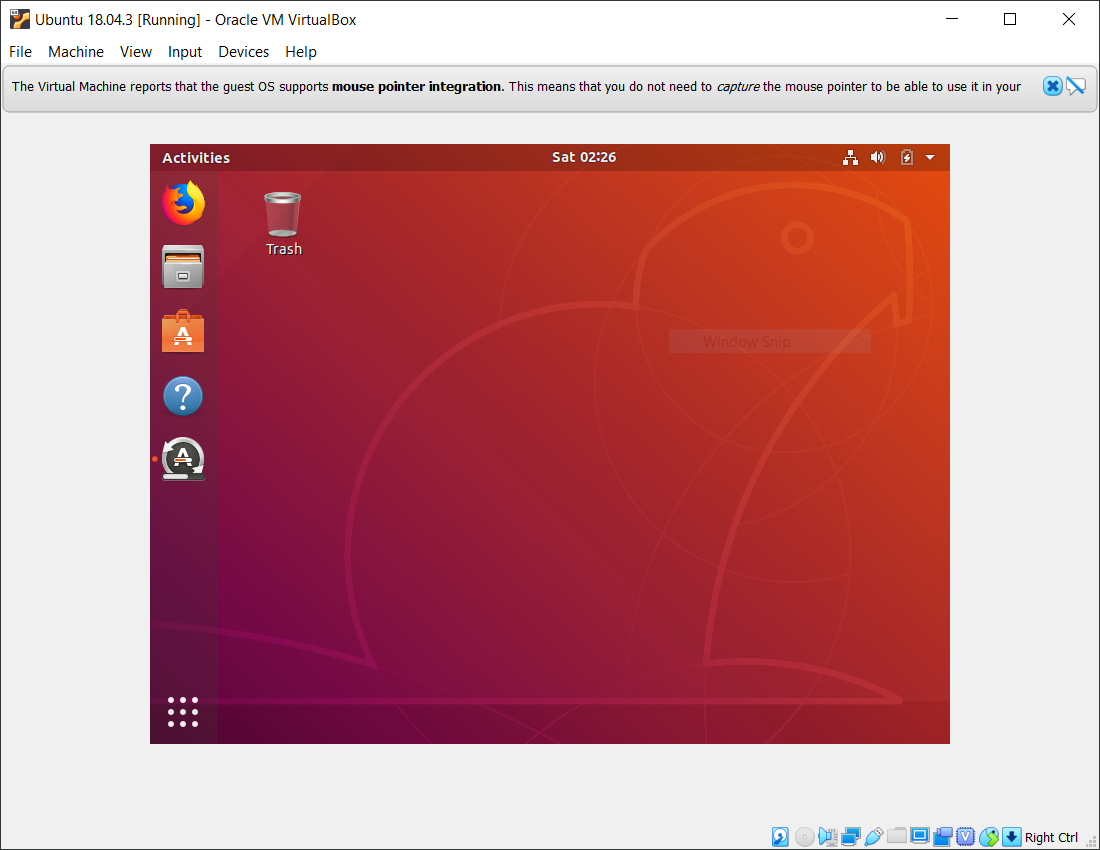 Ubuntu 18.04.3 [Running] - Oracle VM VirtualBox
File Machine View Input Devices Help
The Virtual Machine reports that the guest OS supports mouse pointer integration. This means that you do not need to capture the mouse pointer to be able to use it in your
Activities
Sat 02:26
Trash
Window Snip
Right Ctrl